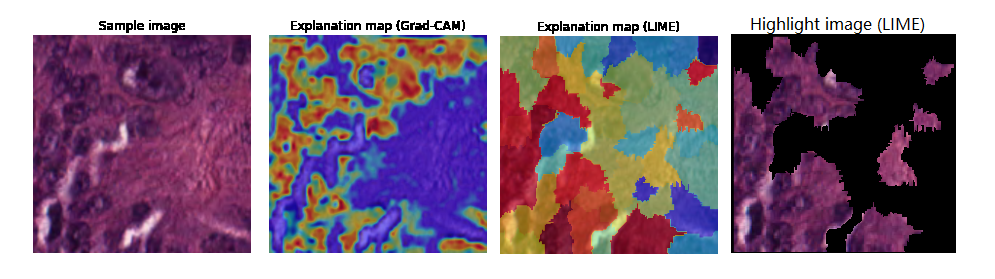 Sample image
Explanation map (Grad-CAM)
Explanation map (LIME)
Highlight image (LIME)